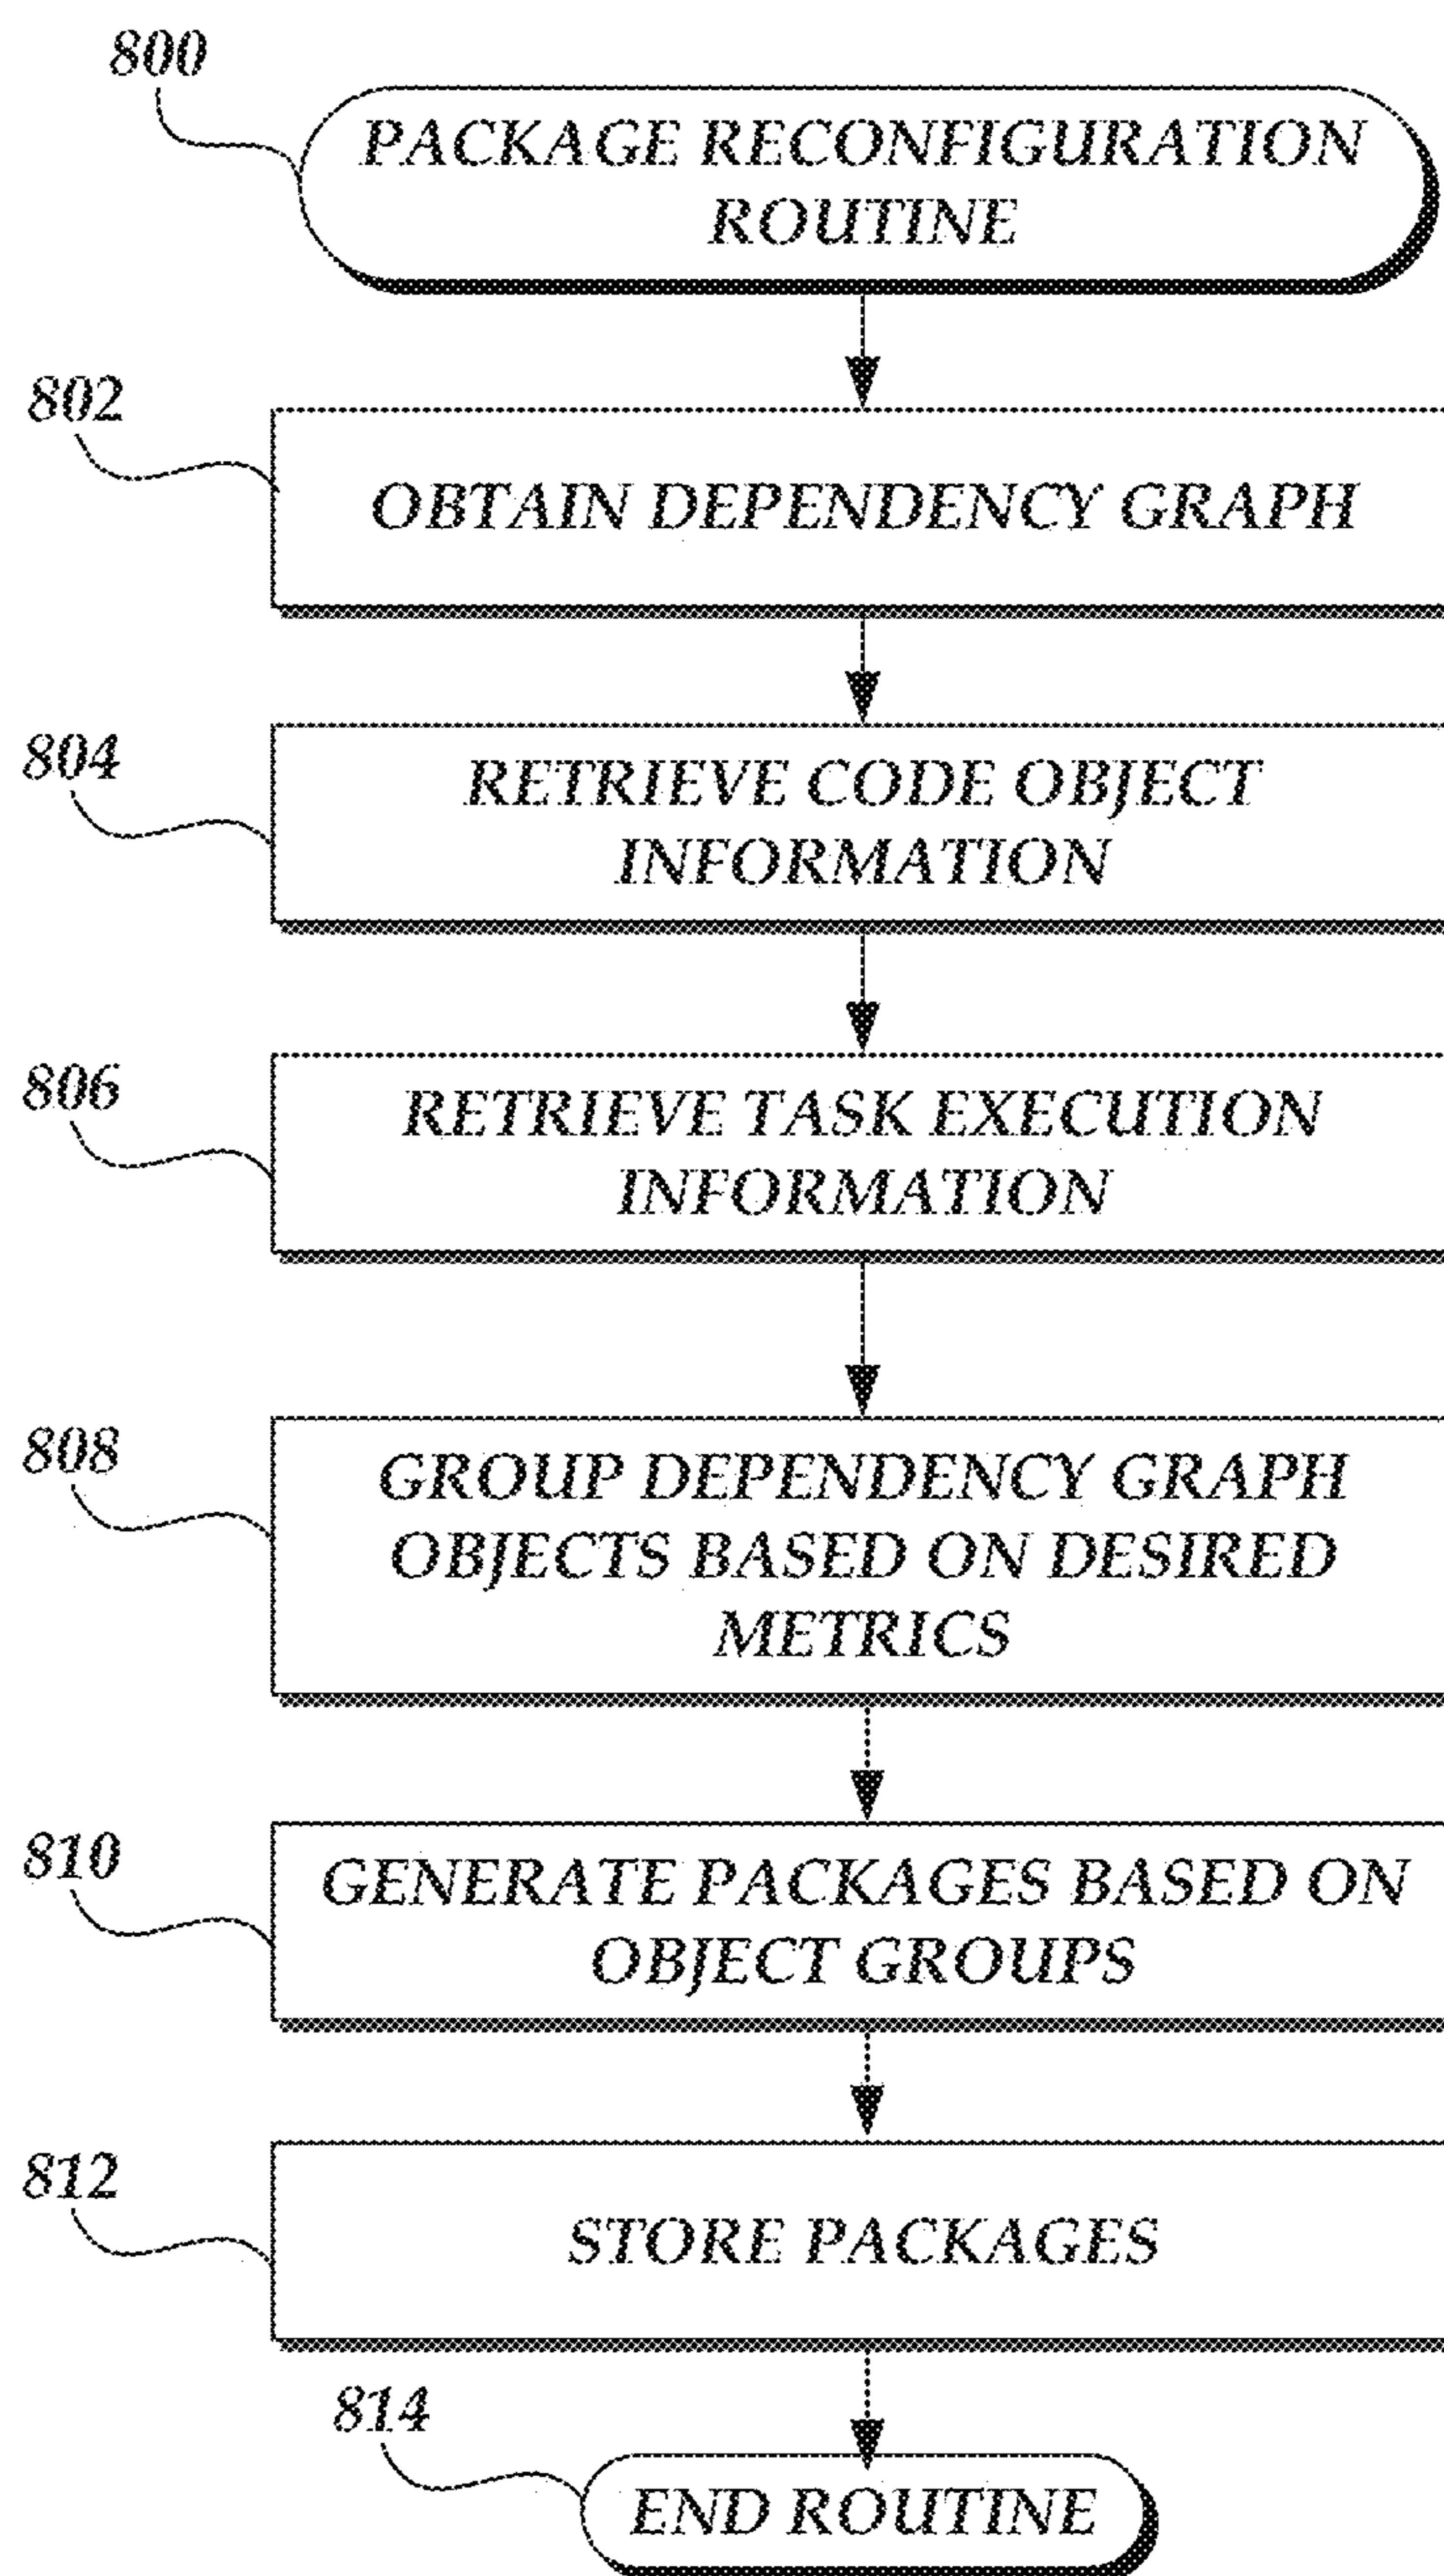 800
PACKAGE RECONFIGURATION
ROUTINE
802
OBTAIN DEPENDENCY GRAPH
804
RETRIEVE CODE OBJECT
INFORMATION
806
RETRIEVE TASK EXECUTION
INFORMATION
808
GROUP DEPENDENCY GRAPH
OBJECTS BASED ON DESIRED
METRICS
810
GENERATE PACKAGES BASED ON
OBJECT GROUPS
812
STORE PACKAGES
814
END ROUTINE